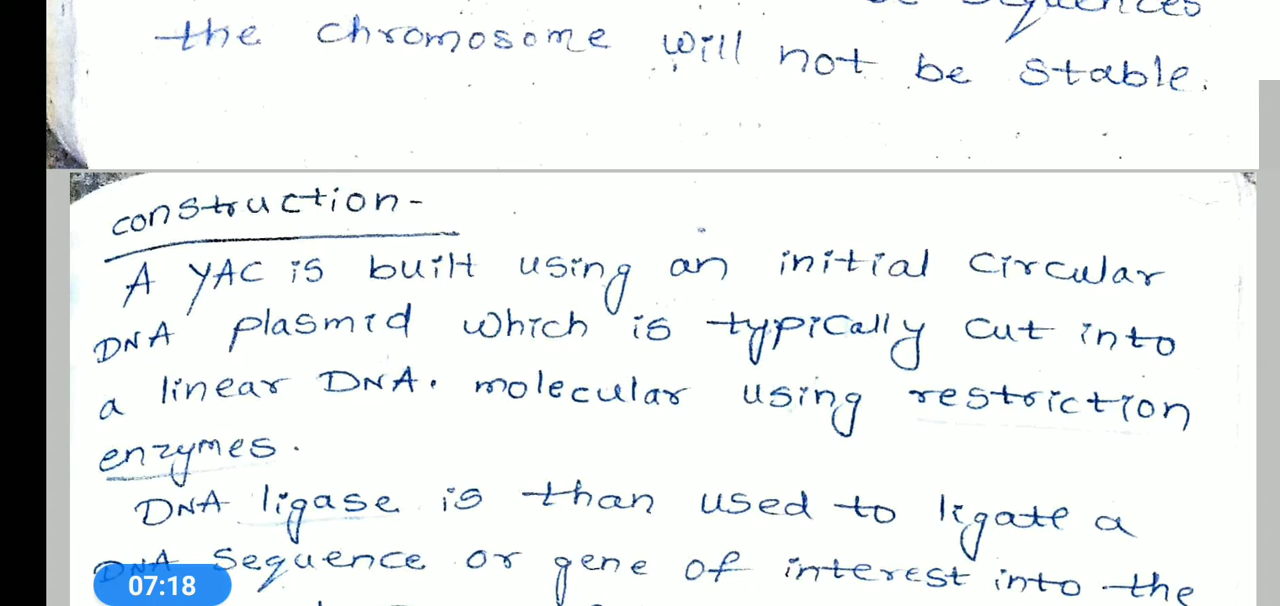 sequences
the chromosome will not be stable.
construction-
A YAC is built using an initial circular
DNA plasmid which is typically cut into
a linear DNA. molecular using restriction
enzymes.
DNA ligase is than used to ligate a
DNA sequence or gene of interest into the
07:18